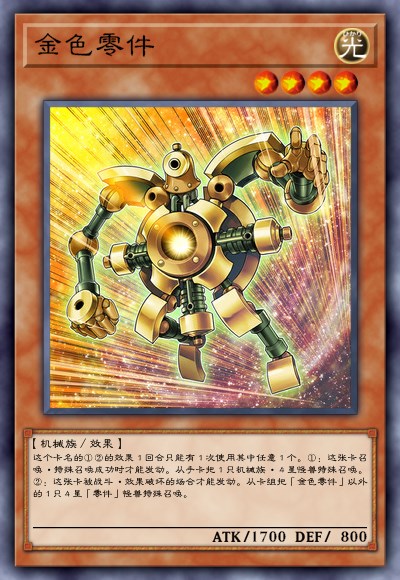 金色零件
光
【机械族／效果】
这个卡名的①②的效果1回合只能有1次使用其中任意1个。①：这张卡召
唤・特殊召唤成功时才能发动。从手卡把1只机械族・4星怪兽特殊召唤。
②：这张卡被战斗・效果破坏的场合才能发动。从卡组把「金色零件」以外
的1只4星「零件」怪兽特殊召唤。
ATK/1700 DEF/ 800